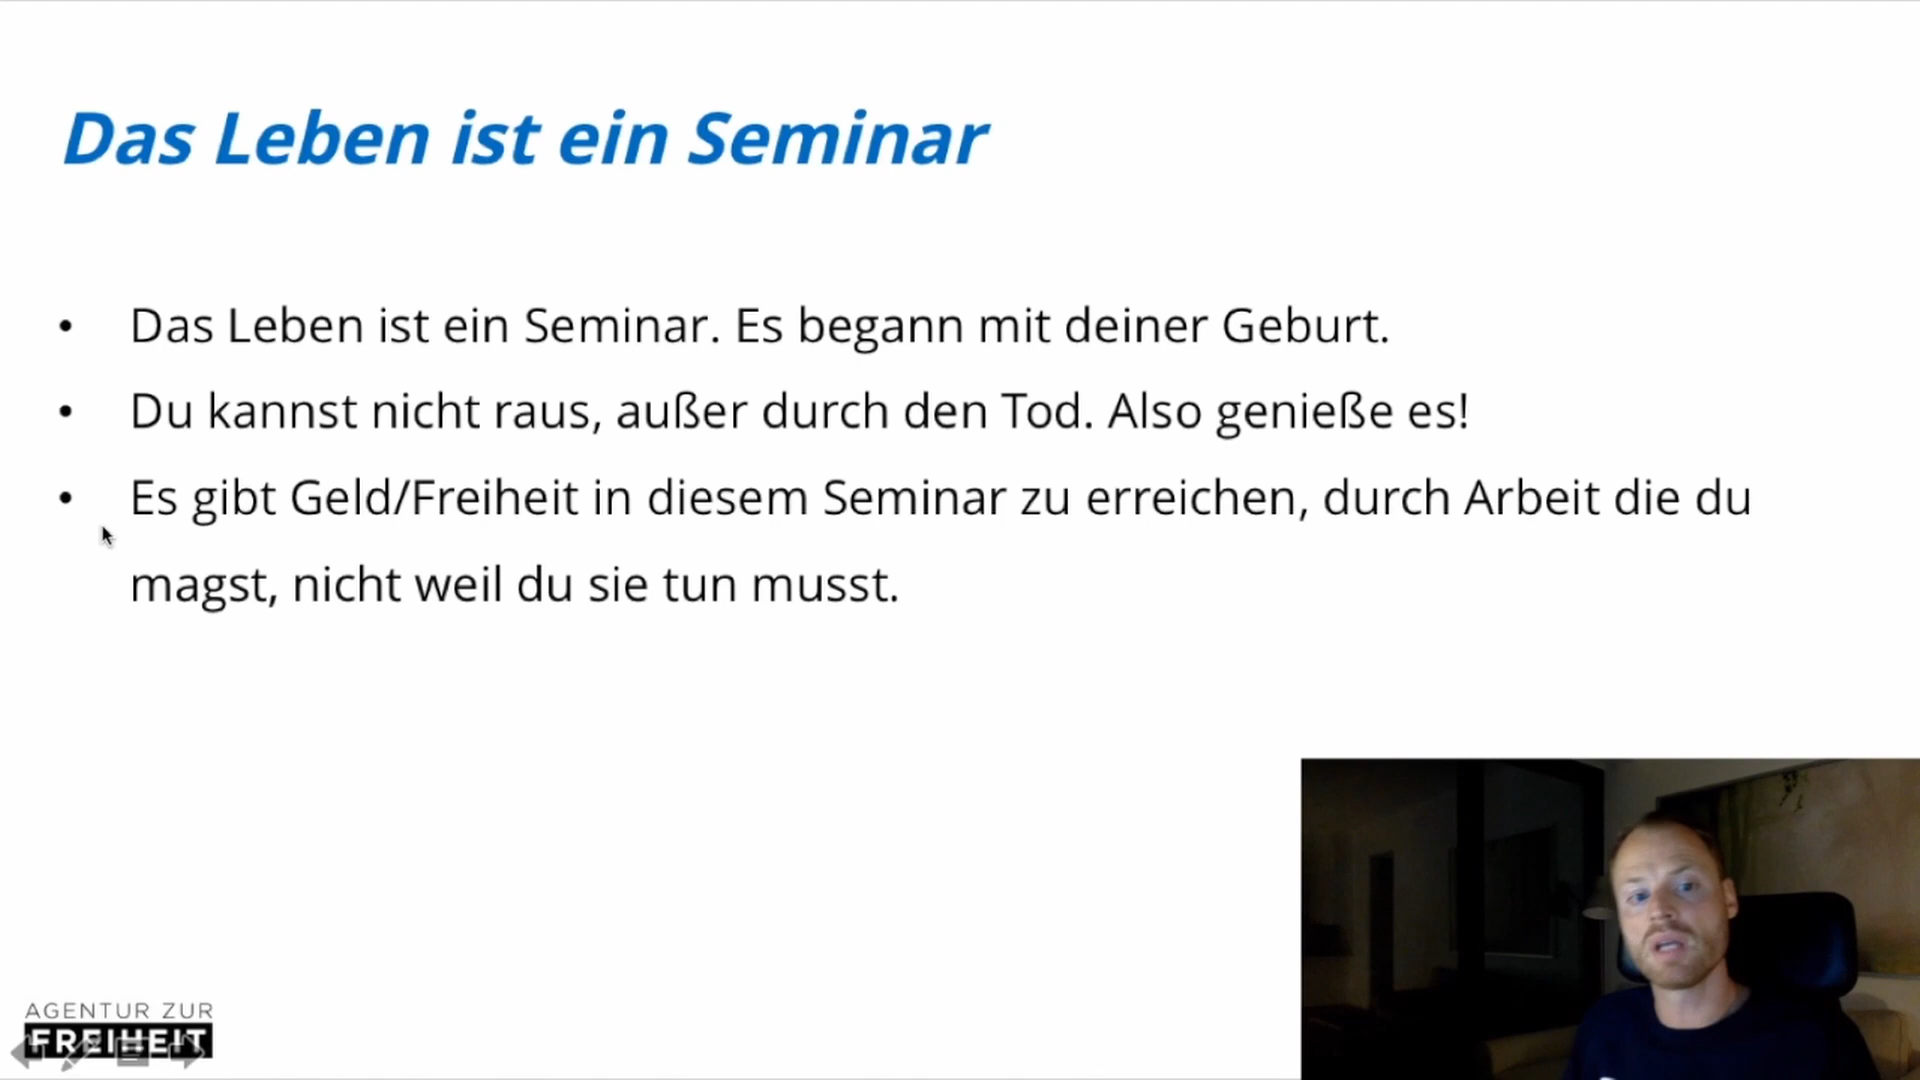 Das Leben ist ein Seminar
• Das Leben ist ein Seminar. Es begann mit deiner Geburt.
• Du kannst nicht raus, außer durch den Tod. Also genieße es!
• Es gibt Geld/Freiheit in diesem Seminar zu erreichen, durch Arbeit die du
magst, nicht weil du sie tun musst.
AGENTUR ZUR
FREIHEIT